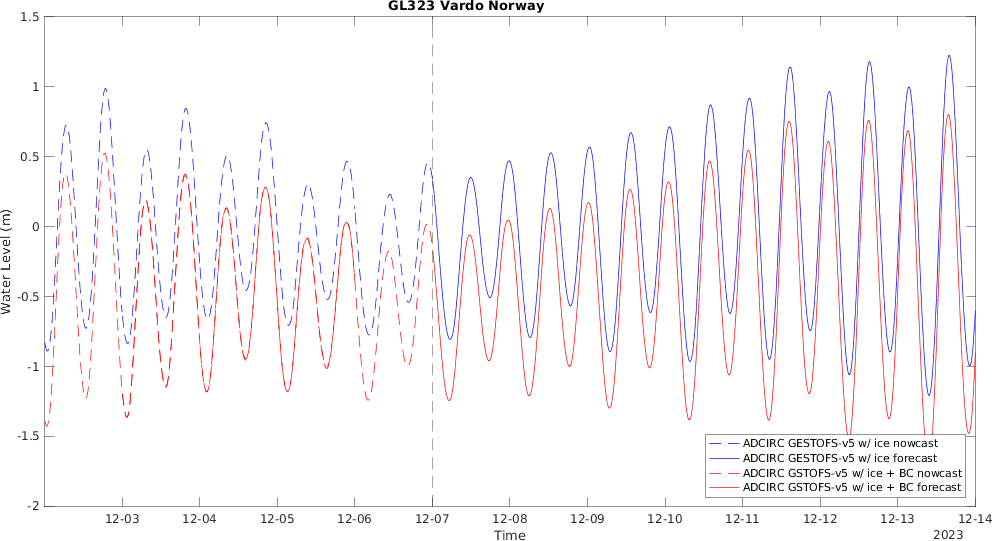 GL323 Vardo Norway
1.5
1
0.5
0
-0.5
-1
-1.5
-2
Water Level (m)
ADCIRC GESTOFS-v5 w/ ice nowcast
ADCIRC GESTOFS-v5 w/ ice forecast
ADCIRC GSTOFS-v5 w/ ice + BC nowcast
ADCIRC GSTOFS-v5 w/ ice + BC forecast
12-03 12-04 12-05 12-06 12-07 12-08 12-09 12-10 12-11 12-12 12-13 12-14
Time
2023